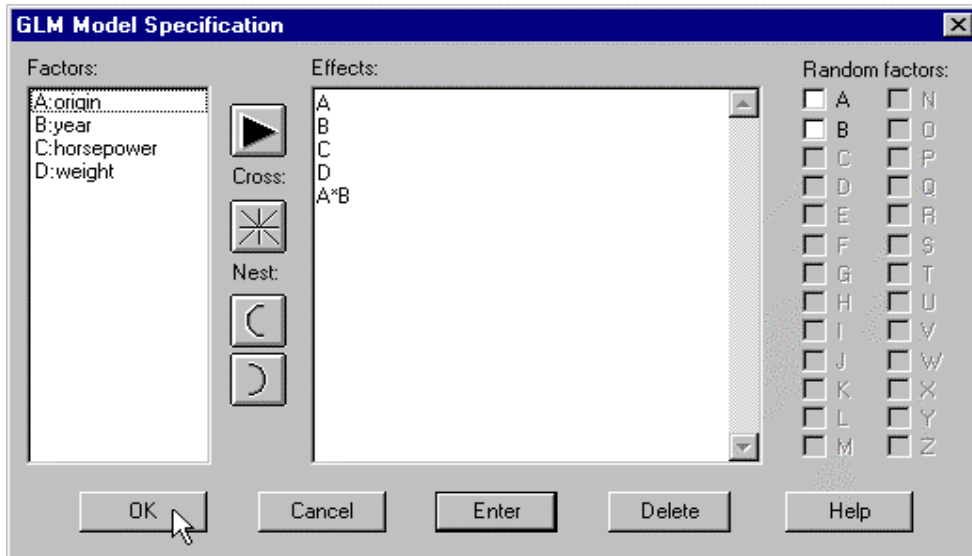 GLM Model Specification
Factors:
A:origin
B:year
C:horsepower
D:weight
Cross:
Nest:
Effects:
A
B
C
D
A*B
Random factors:
A N
B O
C P
D Q
E R
F S
G T
H U
I V
J W
K X
L Y
M Z
OK
Cancel
Enter
Delete
Help